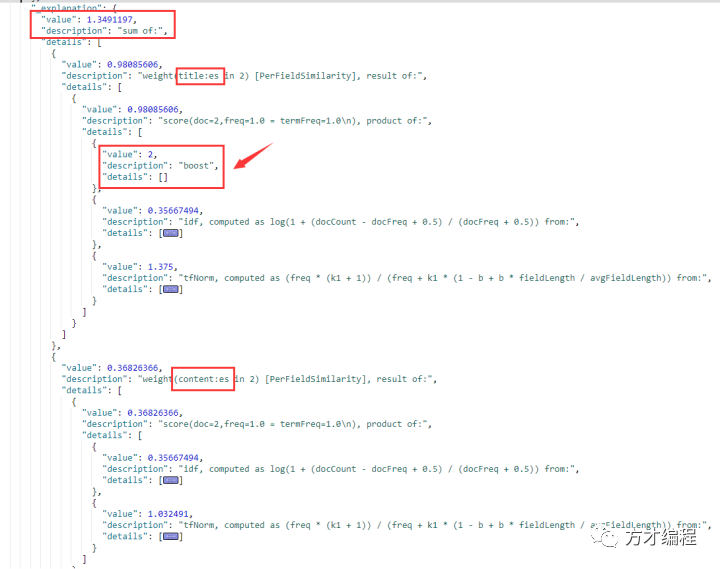 "_explanation": {
"value": 1.3491197,
"description": "sum of:",
"details": [
{
"value": 0.98085606,
"description": "weight(title:es in 2) [PerFieldSimilarity], result of:",
"details": [
{
"value": 0.98085606,
"description": "score(doc=2,freq=1.0 = termFreq=1.0\n), product of:",
"details": [
{
"value": 2,
"description": "boost",
"details": []
},
{
"value": 0.35667494,
"description": "idf, computed as log(1 + (docCount - docFreq + 0.5) / (docFreq + 0.5)) from:",
"details": []
},
{
"value": 1.375,
"description": "tfNorm, computed as (freq * (k1 + 1)) / (freq + k1 * (1 - b + b * fieldLength / avgFieldLength)) from:",
"details": []
}
]
}
]
},
{
"value": 0.36826366,
"description": "weight(content:es in 2) [PerFieldSimilarity], result of:",
"details": [
{
"value": 0.36826366,
"description": "score(doc=2,freq=1.0 = termFreq=1.0\n), product of:",
"details": [
{
"value": 0.35667494,
"description": "idf, computed as log(1 + (docCount - docFreq + 0.5) / (docFreq + 0.5)) from:",
"details": []
},
{
"value": 1.032491,
"description": "tfNorm, computed as (freq * (k1 + 1)) / (freq + k1 * (1 - b + b * fieldLength / avgFieldLength)) from:",
"details": []
}
]
方才编程